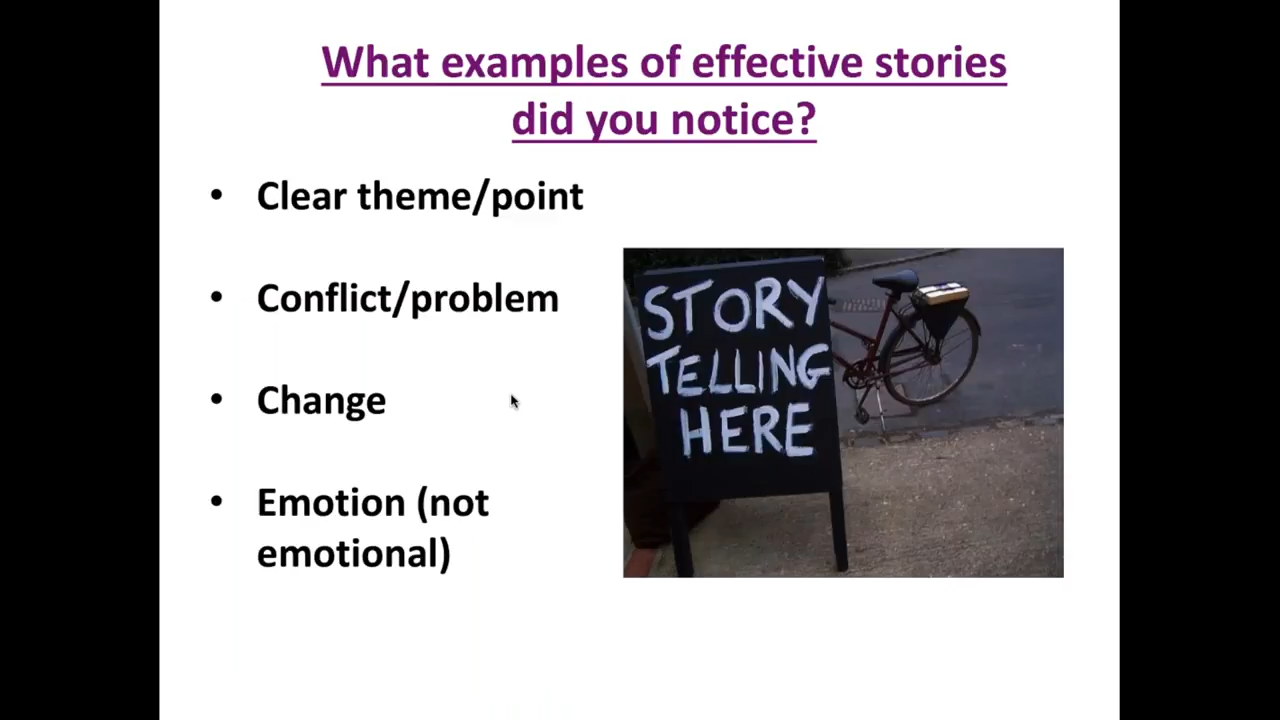 What examples of effective stories
did you notice?
• Clear theme/point
• Conflict/problem
• Change
• Emotion (not
emotional)
STORY
TELLING
HERE